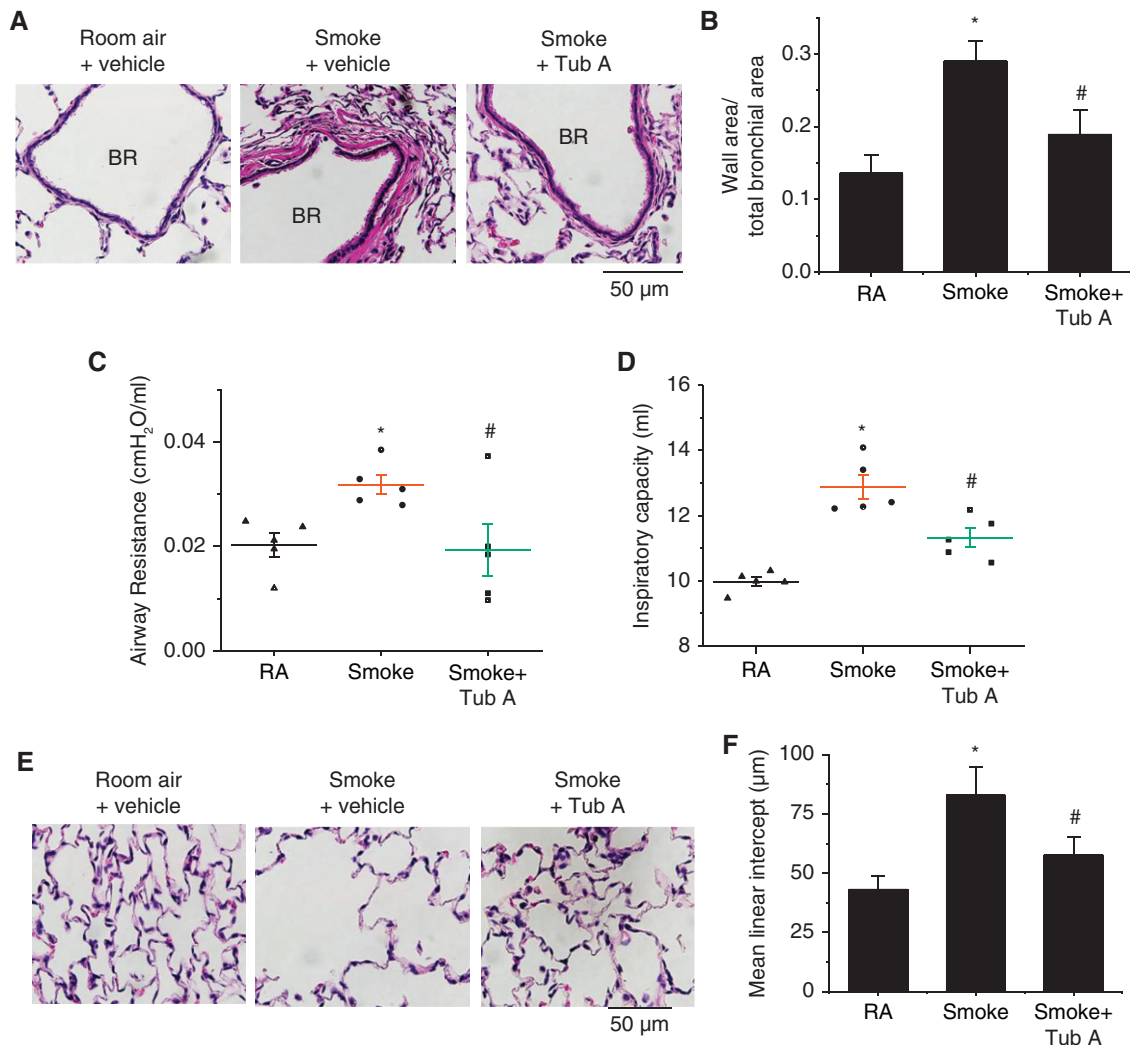 A
Room air
+ vehicle
Smoke
+ vehicle
Smoke
+ Tub A
BR
BR
BR
50 µm
B
Wall area/
total bronchial area
0.3
0.2
0.1
0.0
*
#
RA
Smoke
Smoke+
Tub A
C
Airway Resistance (cmH₂O/ml)
0.04
0.02
0.00
*
#
RA
Smoke
Smoke+
Tub A
D
Inspiratory capacity (ml)
16
14
12
10
8
*
#
RA
Smoke
Smoke+
Tub A
E
Room air
+ vehicle
Smoke
+ vehicle
Smoke
+ Tub A
50 µm
F
Mean linear intercept (µm)
100
75
50
25
0
*
#
RA
Smoke
Smoke+
Tub A